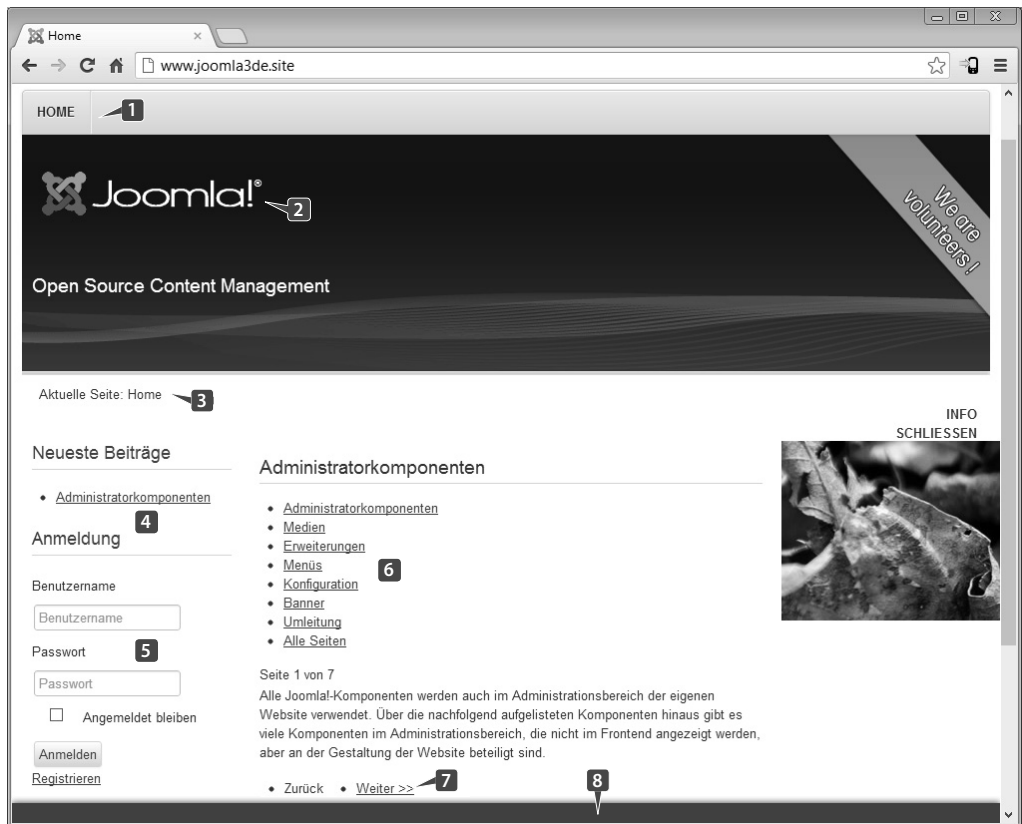 Home
www.joomla3de.site
HOME
1
Joomla!®
2
We are
volunteers!
Open Source Content Management
Aktuelle Seite: Home
3
INFO
SCHLIESSEN
Neueste Beiträge
Administratorkomponenten
4
Anmeldung
Benutzername
Benutzername
Passwort
5
Passwort
Angemeldet bleiben
Anmelden
Registrieren
Administratorkomponenten
Administratorkomponenten
Medien
Erweiterungen
Menüs
6
Konfiguration
Banner
Umleitung
Alle Seiten
Seite 1 von 7
Alle Joomla!-Komponenten werden auch im Administrationsbereich der eigenen
Website verwendet. Über die nachfolgend aufgelisteten Komponenten hinaus gibt es
viele Komponenten im Administrationsbereich, die nicht im Frontend angezeigt werden,
aber an der Gestaltung der Website beteiligt sind.
Zurück Weiter >>
7
8